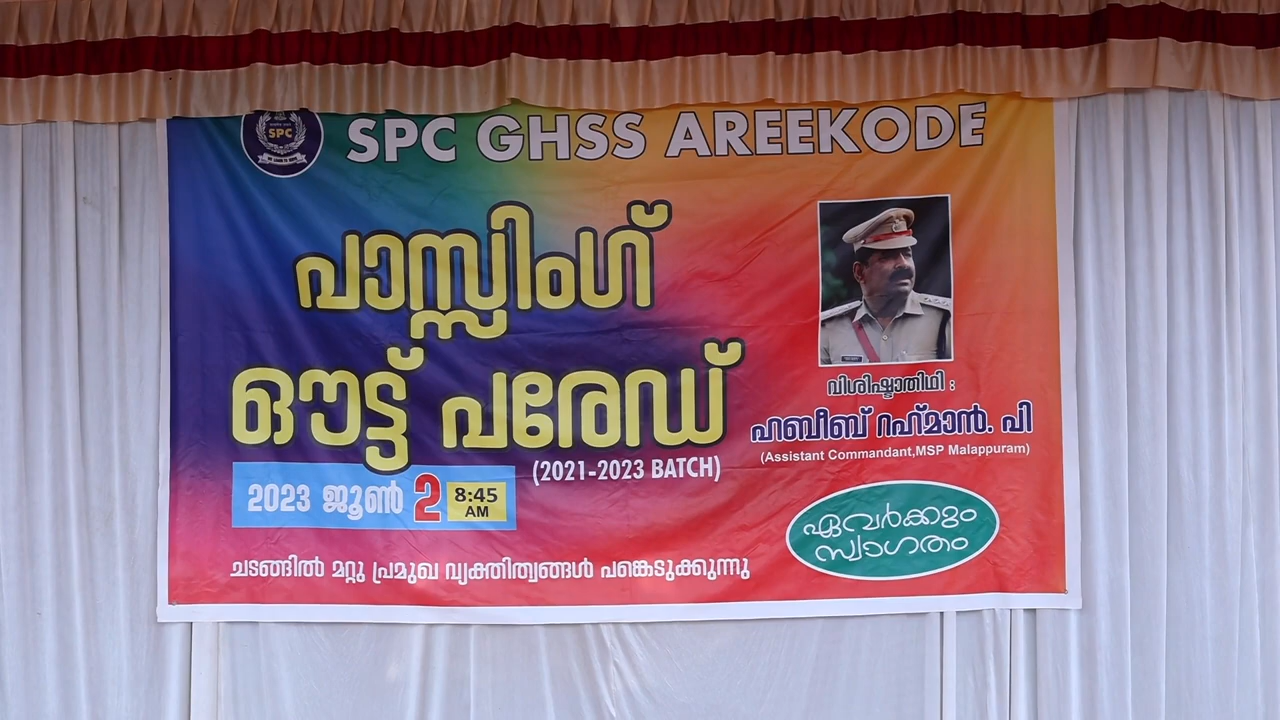 SPC
SPC GHSS AREEKODE
പാസ്സിംഗ്
ഔട്ട് പരേഡ്
(2021-2023 BATCH)
2023 ജൂൺ 2 8:45 AM
ചടങ്ങിൽ മറ്റു പ്രമുഖ വ്യക്തിത്വങ്ങൾ പങ്കെടുക്കുന്നു
വിശിഷ്ടാതിഥി :
ഹബീബ് റഹ്മാൻ. പി
(Assistant Commandant,MSP Malappuram)
ഏവർക്കും
സ്വാഗതം